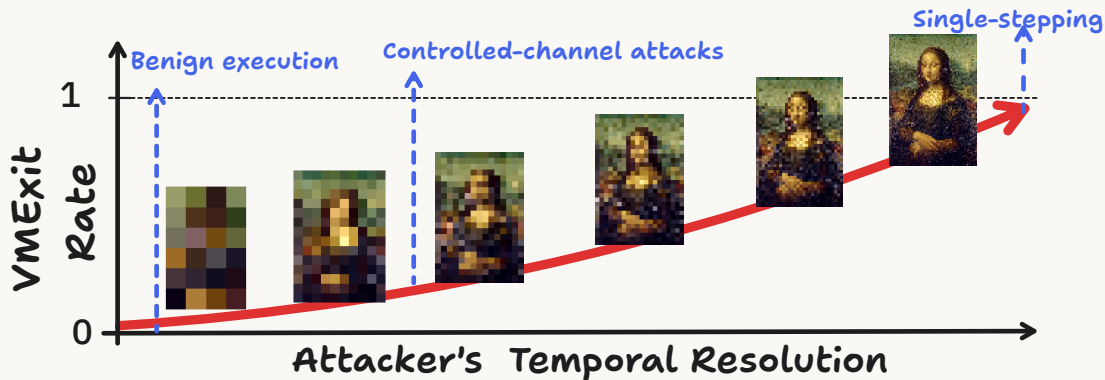 Single-stepping
Benign execution
Controlled-channel attacks
1
VMExit
Rate
0
Attacker's Temporal Resolution